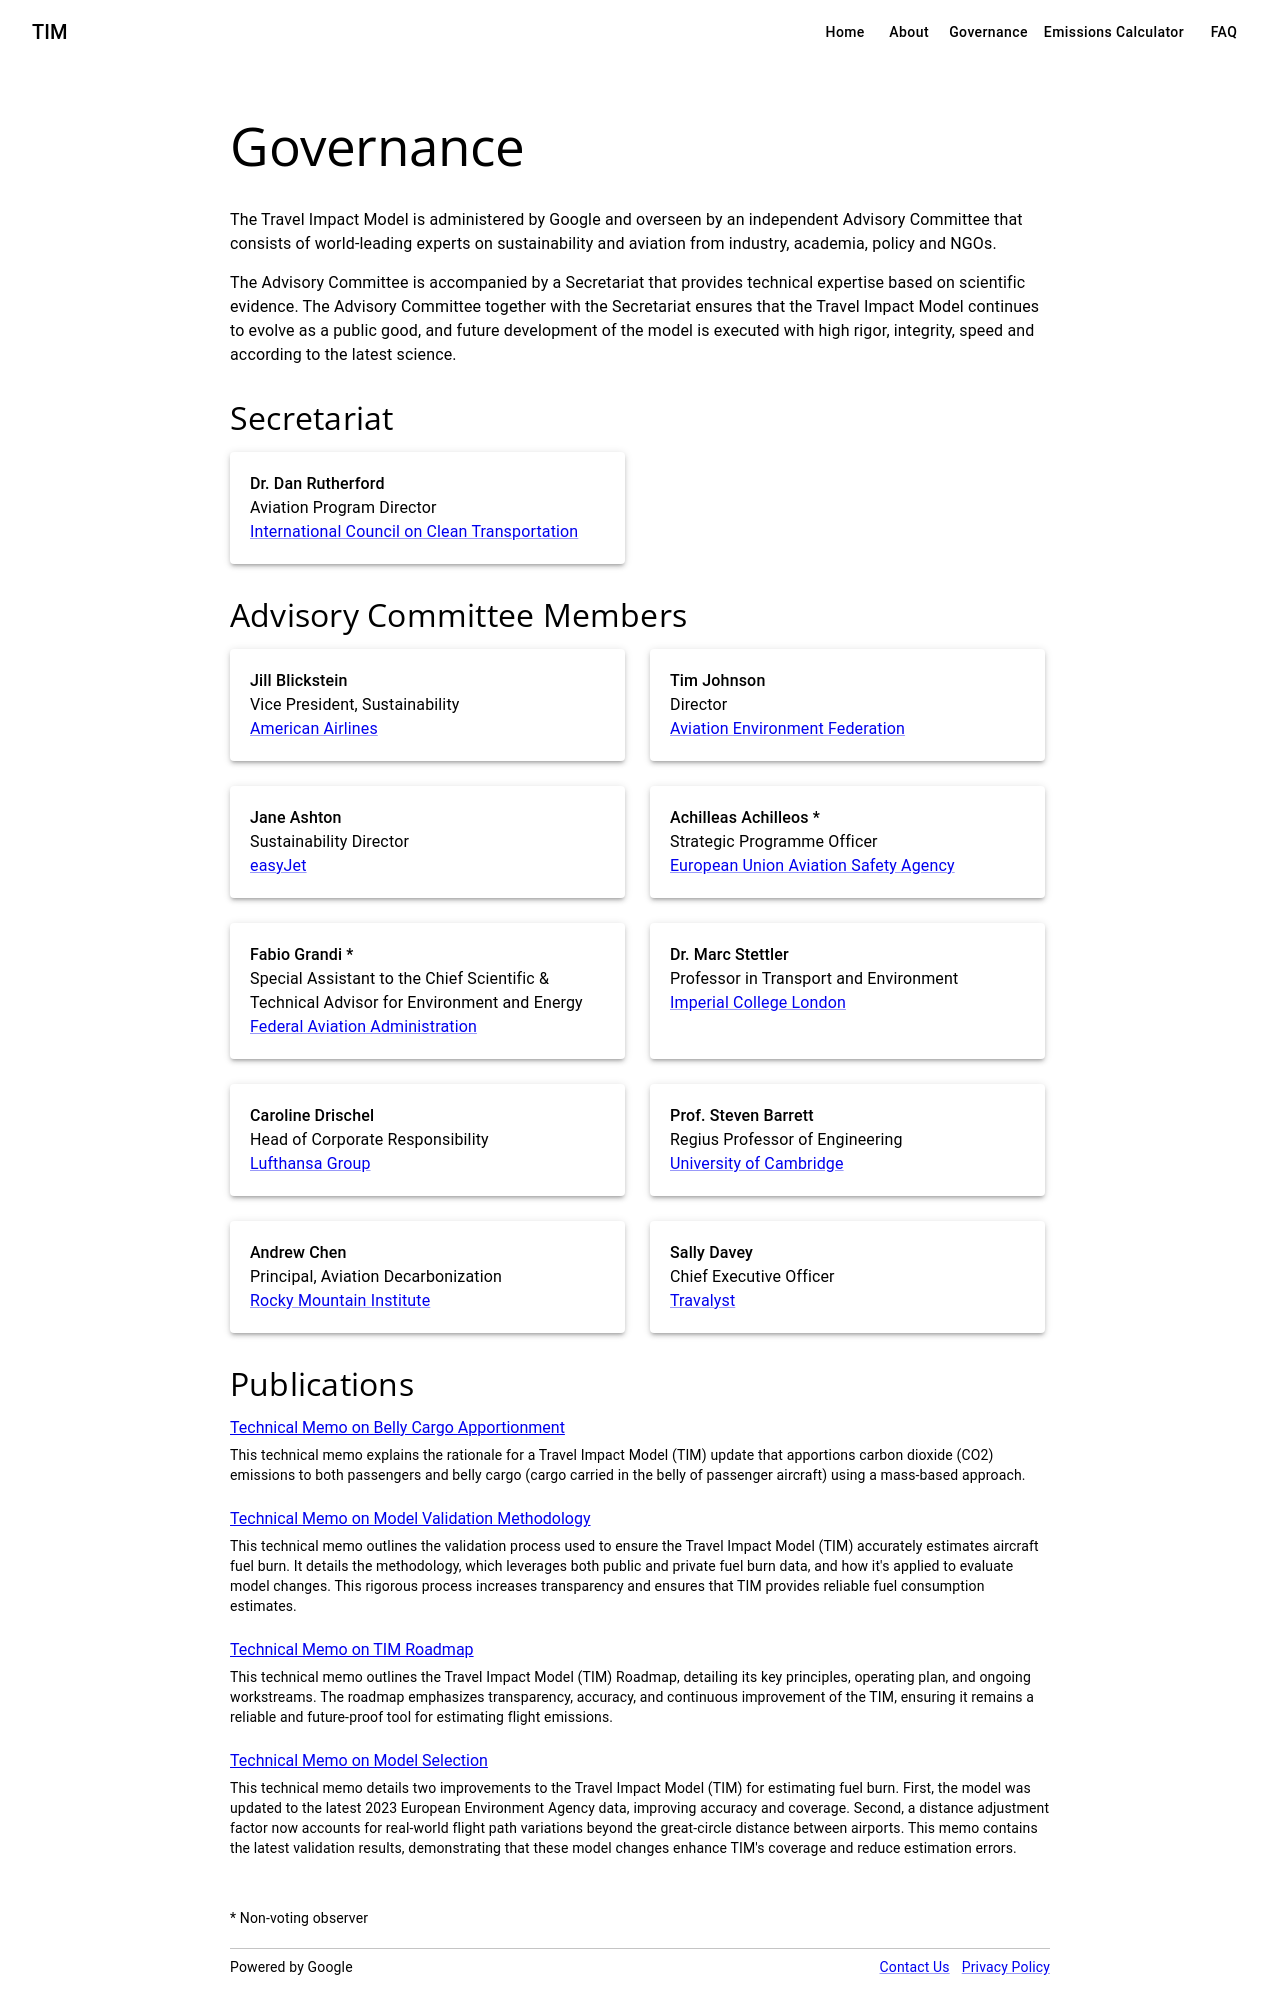 TIM
Home About Governance Emissions Calculator FAQ
Governance
The Travel Impact Model is administered by Google and overseen by an independent Advisory Committee that
consists of world-leading experts on sustainability and aviation from industry, academia, policy and NGOs.
The Advisory Committee is accompanied by a Secretariat that provides technical expertise based on scientific
evidence. The Advisory Committee together with the Secretariat ensures that the Travel Impact Model continues
to evolve as a public good, and future development of the model is executed with high rigor, integrity, speed and
according to the latest science.
Secretariat
Dr. Dan Rutherford
Aviation Program Director
International Council on Clean Transportation
Advisory Committee Members
Jill Blickstein
Vice President, Sustainability
American Airlines
Tim Johnson
Director
Aviation Environment Federation
Jane Ashton
Sustainability Director
easyJet
Achilleas Achilleos *
Strategic Programme Officer
European Union Aviation Safety Agency
Fabio Grandi *
Special Assistant to the Chief Scientific &
Technical Advisor for Environment and Energy
Federal Aviation Administration
Dr. Marc Stettler
Professor in Transport and Environment
Imperial College London
Caroline Drischel
Head of Corporate Responsibility
Lufthansa Group
Prof. Steven Barrett
Regius Professor of Engineering
University of Cambridge
Andrew Chen
Principal, Aviation Decarbonization
Rocky Mountain Institute
Sally Davey
Chief Executive Officer
Travalyst
Publications
Technical Memo on Belly Cargo Apportionment
This technical memo explains the rationale for a Travel Impact Model (TIM) update that apportions carbon dioxide (CO2)
emissions to both passengers and belly cargo (cargo carried in the belly of passenger aircraft) using a mass-based approach.
Technical Memo on Model Validation Methodology
This technical memo outlines the validation process used to ensure the Travel Impact Model (TIM) accurately estimates aircraft
fuel burn. It details the methodology, which leverages both public and private fuel burn data, and how it's applied to evaluate
model changes. This rigorous process increases transparency and ensures that TIM provides reliable fuel consumption
estimates.
Technical Memo on TIM Roadmap
This technical memo outlines the Travel Impact Model (TIM) Roadmap, detailing its key principles, operating plan, and ongoing
workstreams. The roadmap emphasizes transparency, accuracy, and continuous improvement of the TIM, ensuring it remains a
reliable and future-proof tool for estimating flight emissions.
Technical Memo on Model Selection
This technical memo details two improvements to the Travel Impact Model (TIM) for estimating fuel burn. First, the model was
updated to the latest 2023 European Environment Agency data, improving accuracy and coverage. Second, a distance adjustment
factor now accounts for real-world flight path variations beyond the great-circle distance between airports. This memo contains
the latest validation results, demonstrating that these model changes enhance TIM's coverage and reduce estimation errors.
* Non-voting observer
Powered by Google
Contact Us Privacy Policy